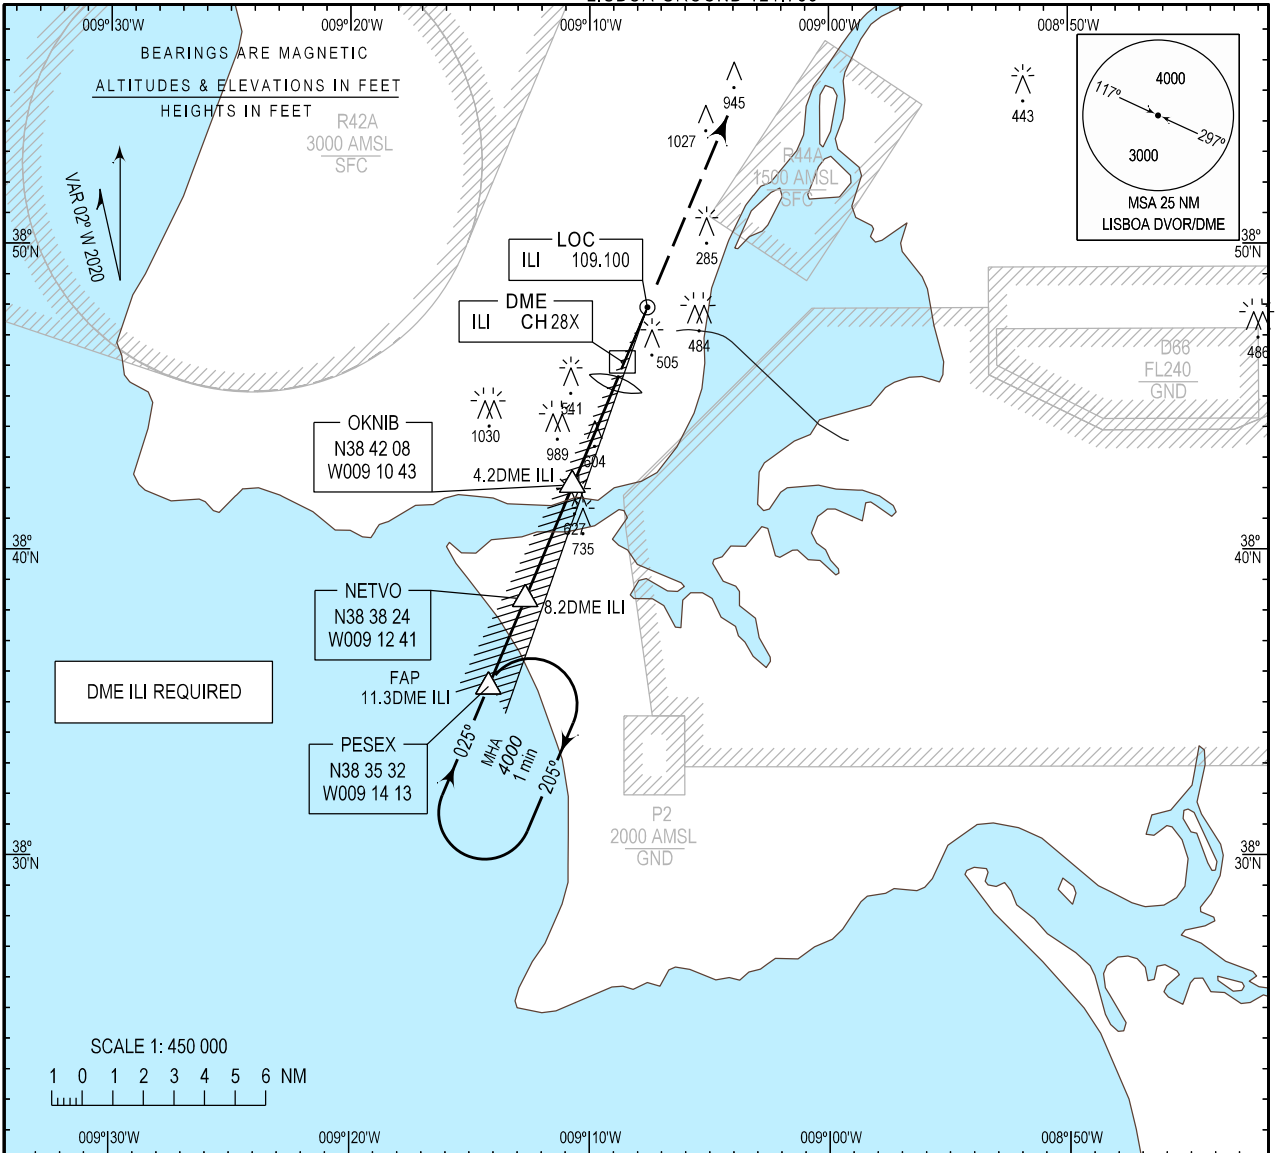 009°30'W
009°20'W
009°10'W
009°00'W
008°50'W
BEARINGS ARE MAGNETIC
ALTITUDES & ELEVATIONS IN FEET
HEIGHTS IN FEET
R42A
3000 AMSL
SFC
VAR 02° W 2020
945
1027
R44A
1500 AMSL
SFC
443
4000
117°
297°
3000
MSA 25 NM
LISBOA DVOR/DME
38°
50'N
38°
50'N
LOC
ILI 109.100
285
DME
ILI CH 28X
484
505
486
D66
FL240
GND
541
1030
989
604
OKNIB
N38 42 08
W009 10 43
4.2DME ILI
627
735
38°
40'N
38°
40'N
NETVO
N38 38 24
W009 12 41
8.2DME ILI
DME ILI REQUIRED
FAP
11.3DME ILI
PESEX
N38 35 32
W009 14 13
025°
MHA
4000
1 min
205°
P2
2000 AMSL
GND
38°
30'N
38°
30'N
SCALE 1: 450 000
1 0 1 2 3 4 5 6 NM
009°30'W
009°20'W
009°10'W
009°00'W
008°50'W